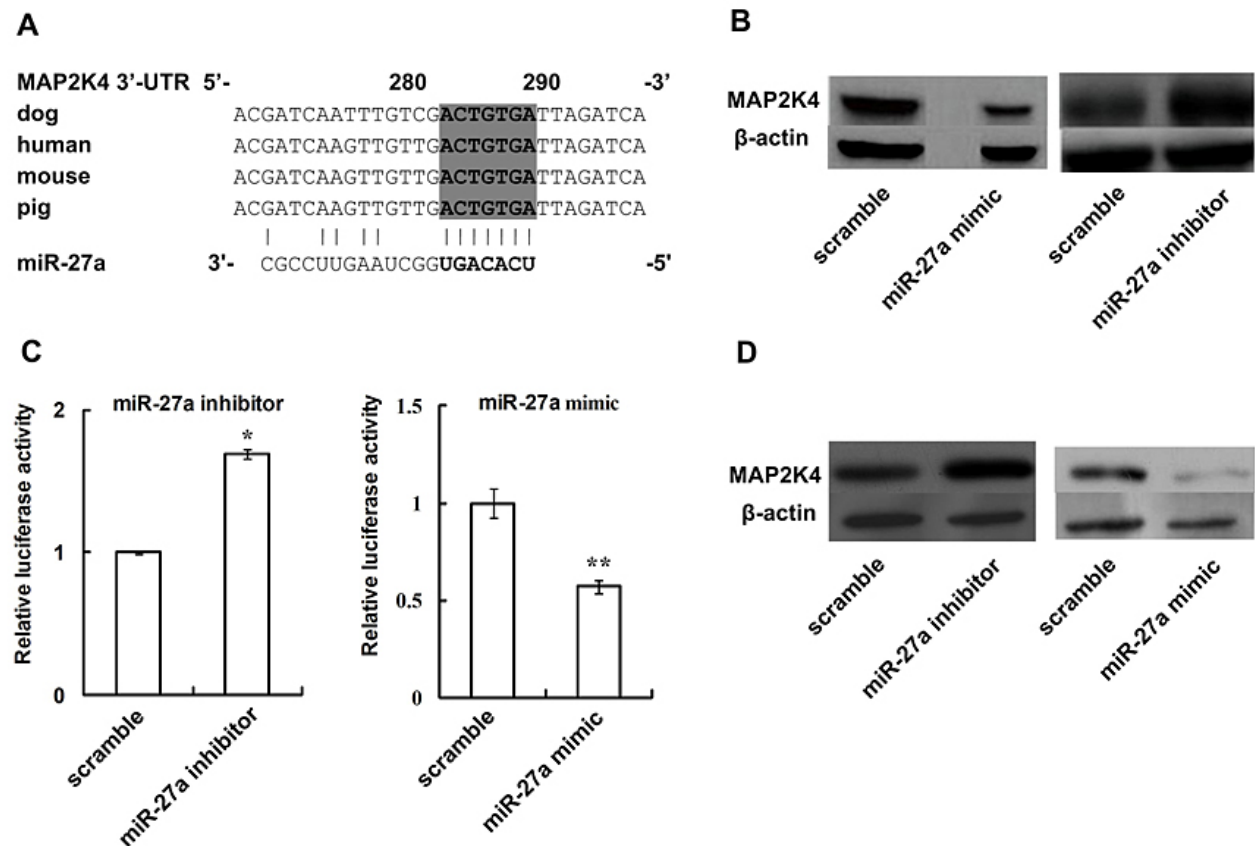 A
MAP2K4 3’-UTR 5’- 280 290 -3’
dog ACGATCAATTTGTCGACTGTGATTAGATCA
human ACGATCAAGTTGTTGACTGTGATTAGATCA
mouse ACGATCAAGTTGTTGACTGTGATTAGATCA
pig ACGATCAAGTTGTTGACTGTGATTAGATCA
miR-27a 3'- CGCCUUGAAUCGGUGACACU -5'
B
MAP2K4
β-actin
scramble
miR-27a mimic
scramble
miR-27a inhibitor
C
Relative luciferase activity
miR-27a inhibitor
2
1
0
*
scramble
miR-27a inhibitor
Relative luciferase activity
miR-27a mimic
1.5
1
0.5
0
**
scramble
miR-27a mimic
D
MAP2K4
β-actin
scramble
miR-27a inhibitor
scramble
miR-27a mimic